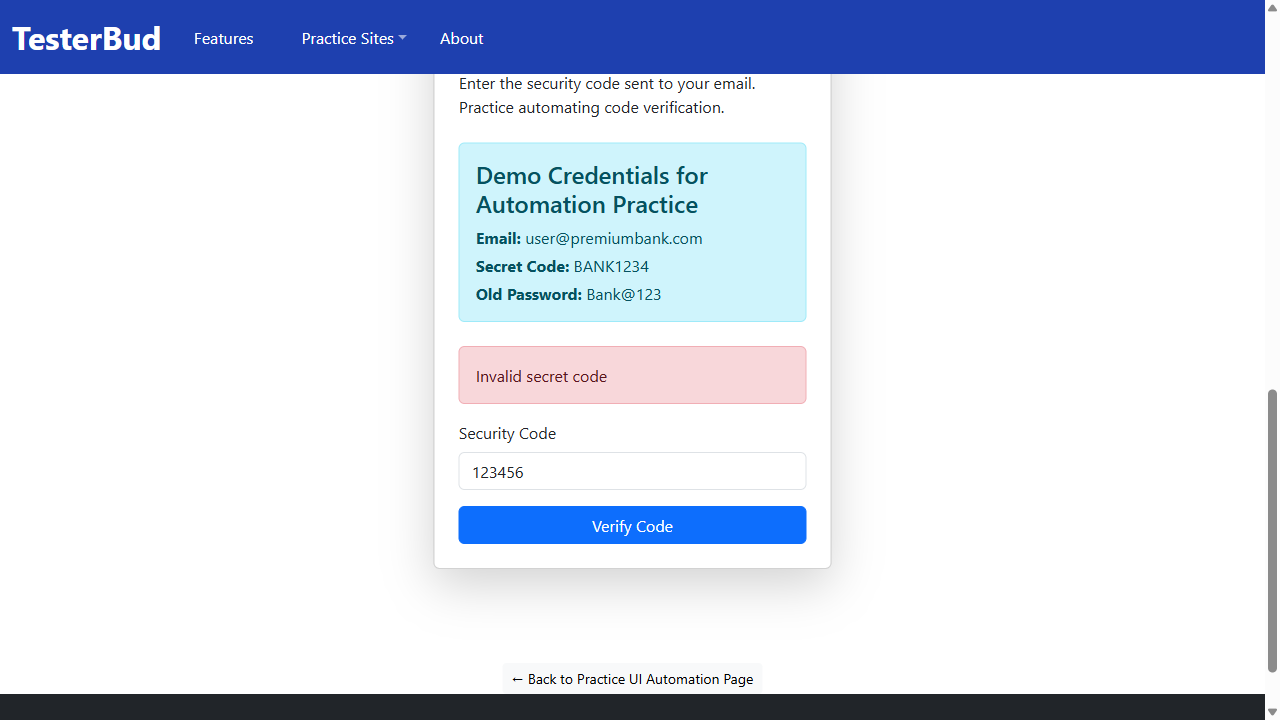 TesterBud Features Practice Sites About
Enter the security code sent to your email.
Practice automating code verification.
Demo Credentials for
Automation Practice
Email: user@premiumbank.com
Secret Code: BANK1234
Old Password: Bank@123
Invalid secret code
Security Code
123456
Verify Code
← Back to Practice UI Automation Page